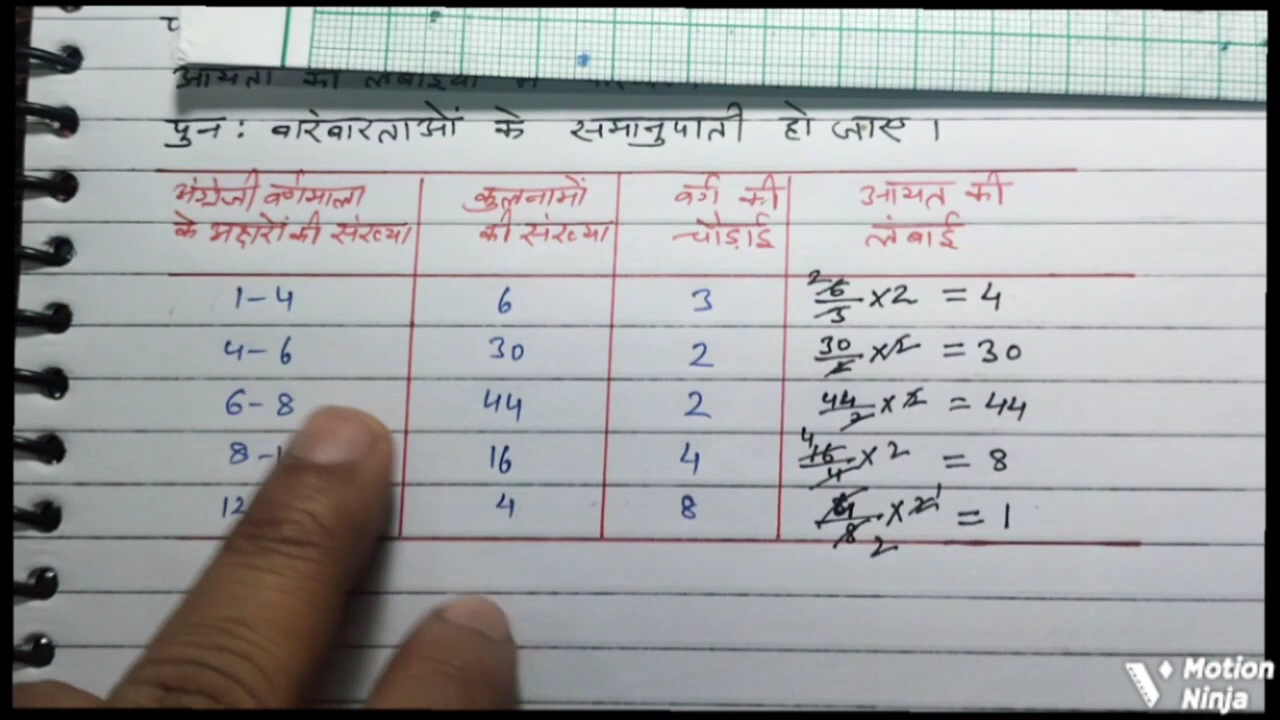 पुन: बारंबारताओं के समानुपाती हो जाए ।
अंग्रेजी वर्णमाला के अक्षरों की संख्या | कुलनामों की संख्या | वर्ग की चौड़ाई | आयत की लंबाई
1-4 6 3 6/3 ×2 = 4
4-6 30 2 30/2 ×2 = 30
6-8 44 2 44/2 ×2 = 44
8-1 16 4 16/4 ×2 = 8
12 4 8 4/8 ×2 = 1
Motion
Ninja